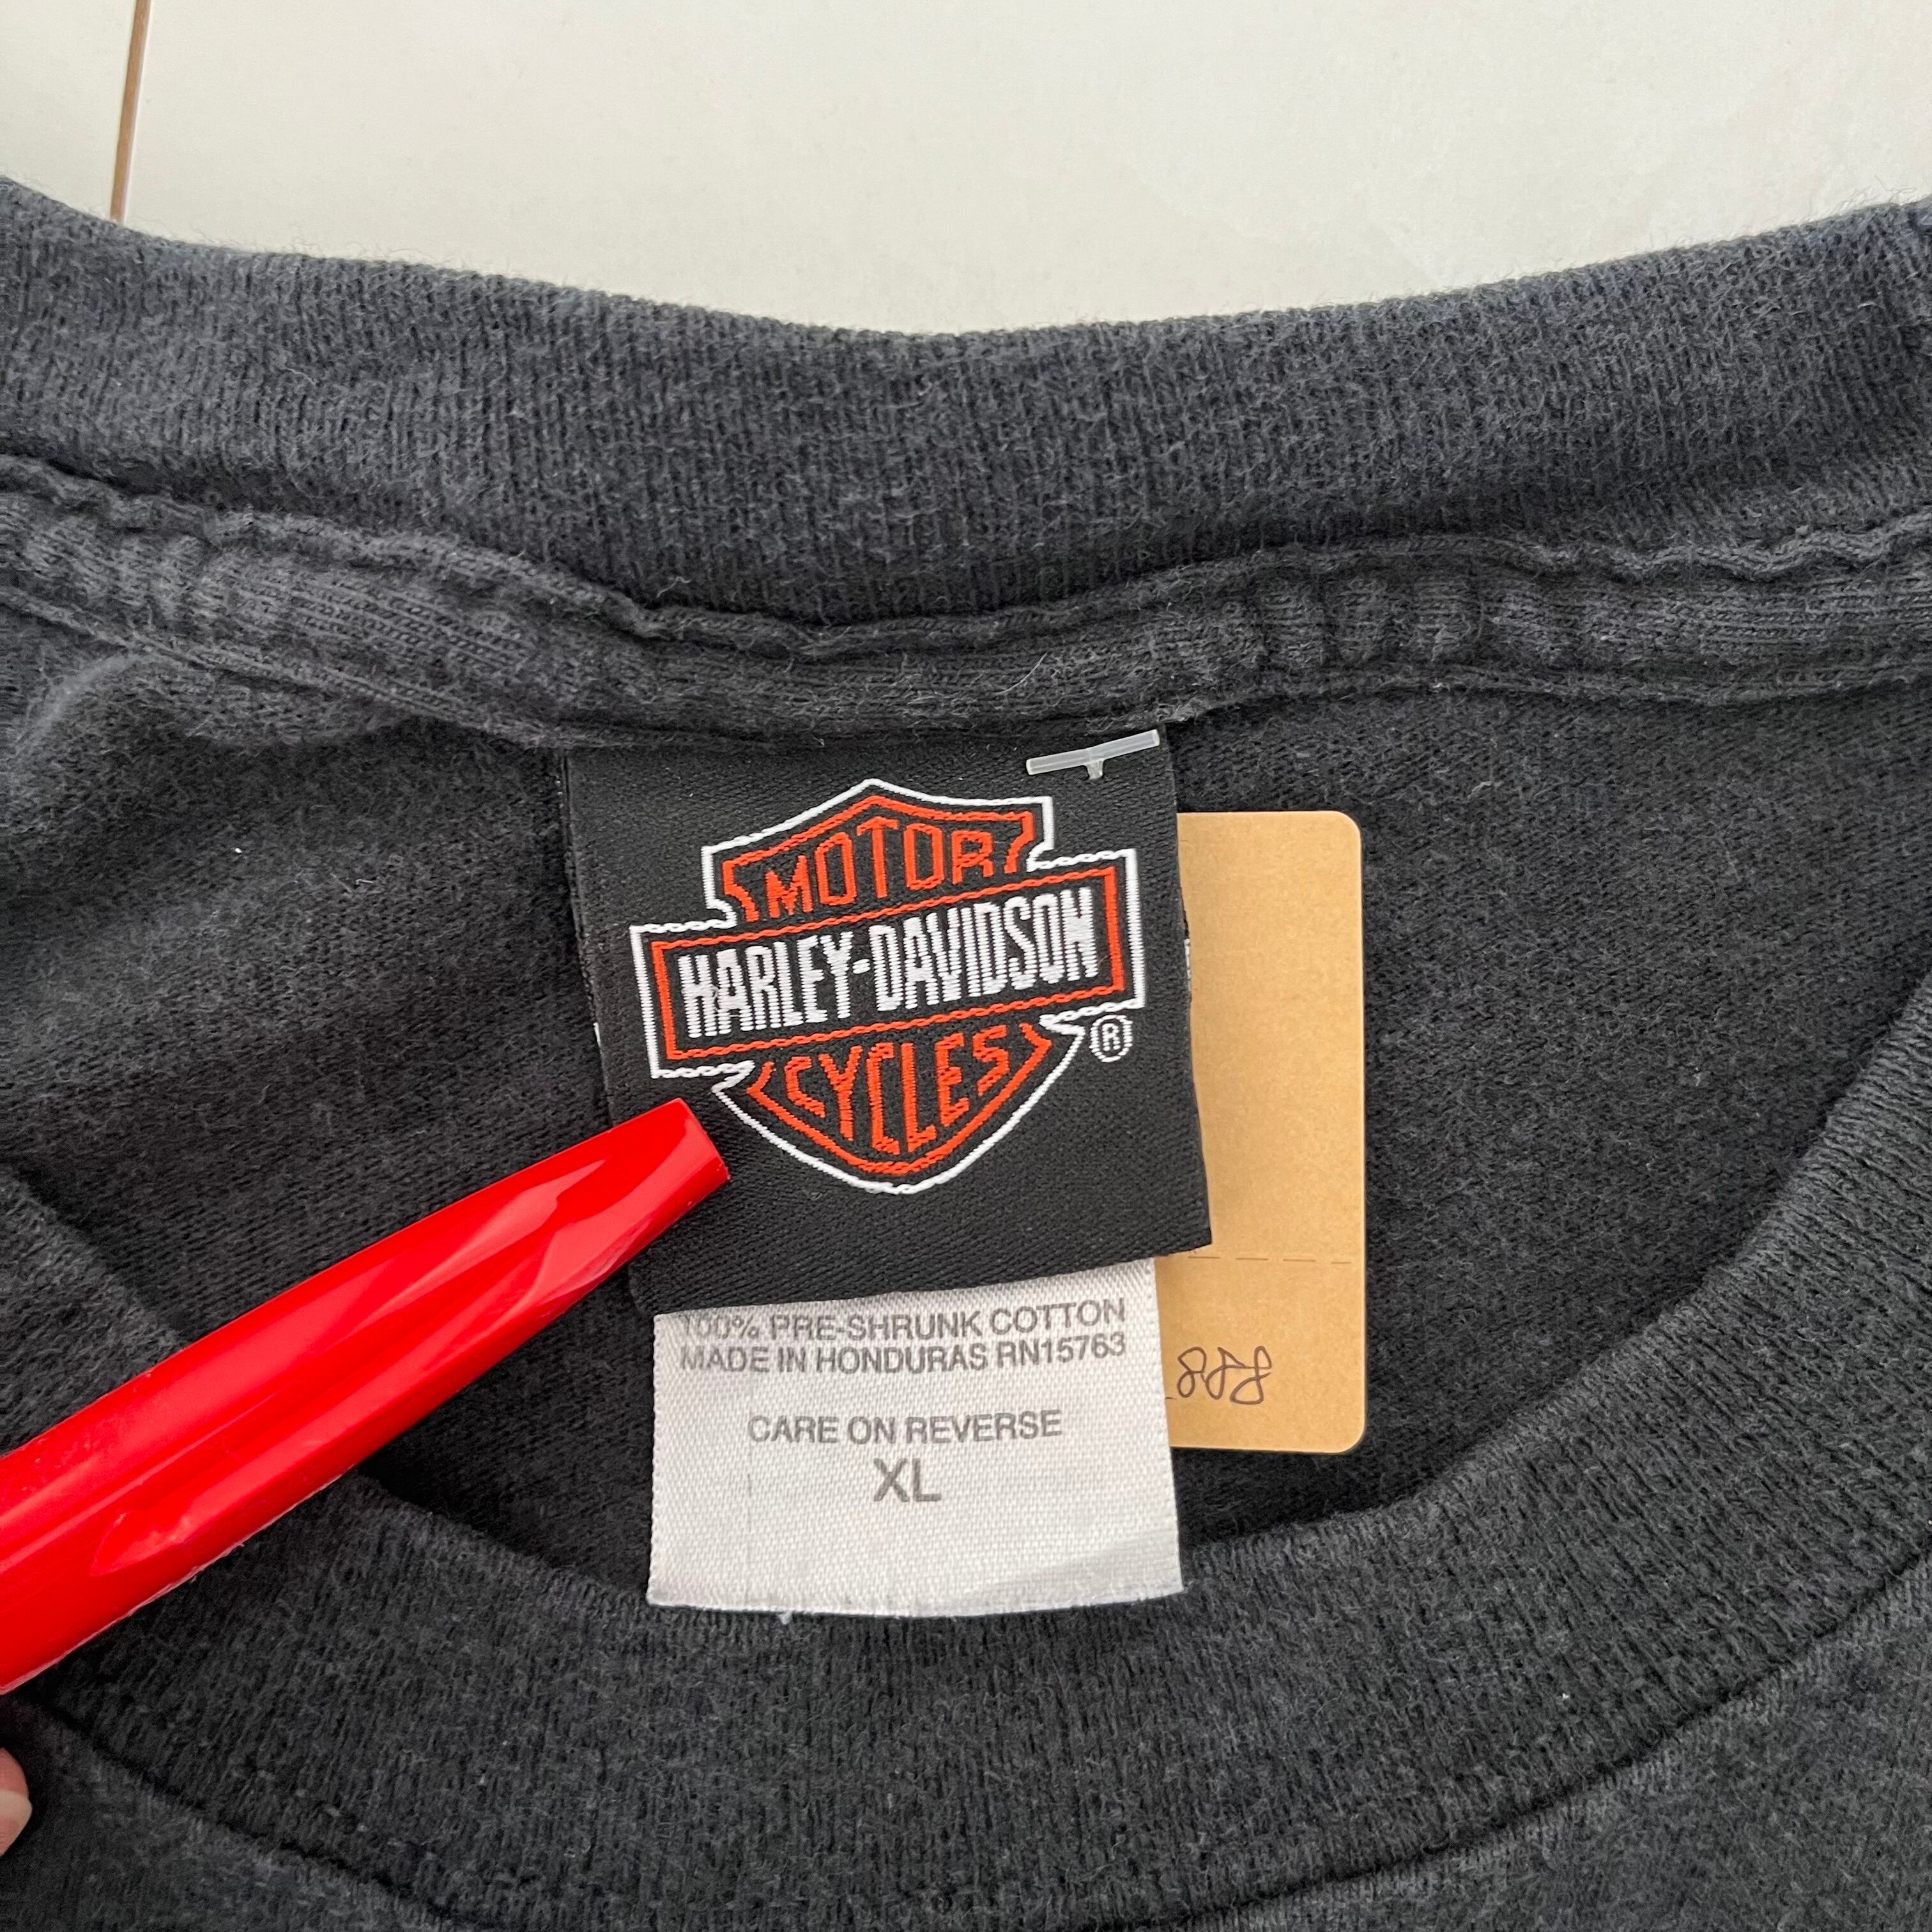 MOTOR
HARLEY-DAVIDSON
CYCLES
®
100% PRE-SHRUNK COTTON
MADE IN HONDURAS RN15763
CARE ON REVERSE
XL